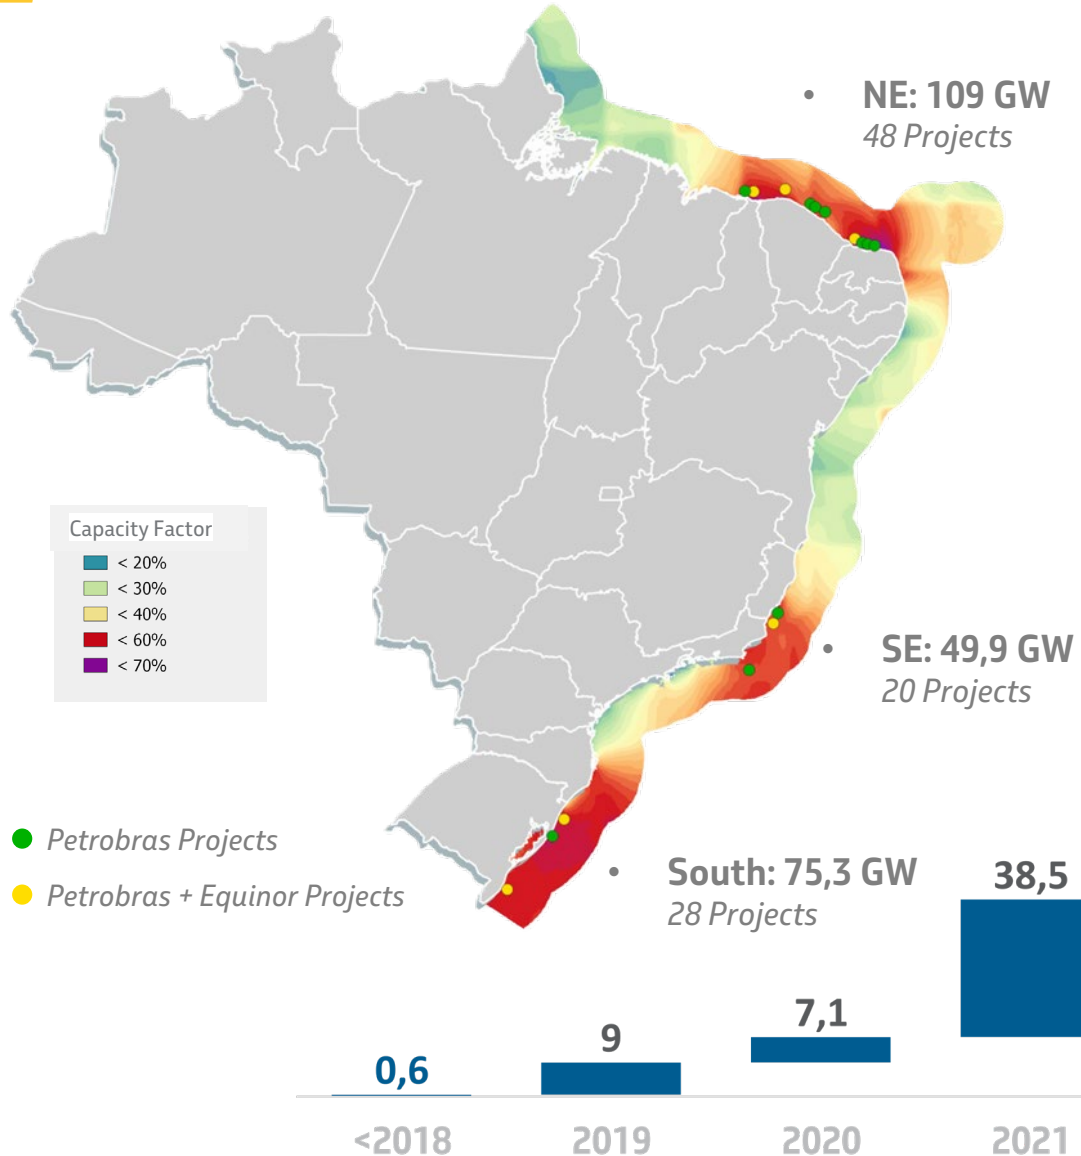 NE: 109 GW
48 Projects
Capacity Factor
< 20%
< 30%
< 40%
< 60%
< 70%
SE: 49,9 GW
20 Projects
Petrobras Projects
Petrobras + Equinor Projects
South: 75,3 GW
28 Projects
38,5
7,1
9
0,6
<2018 2019 2020 2021